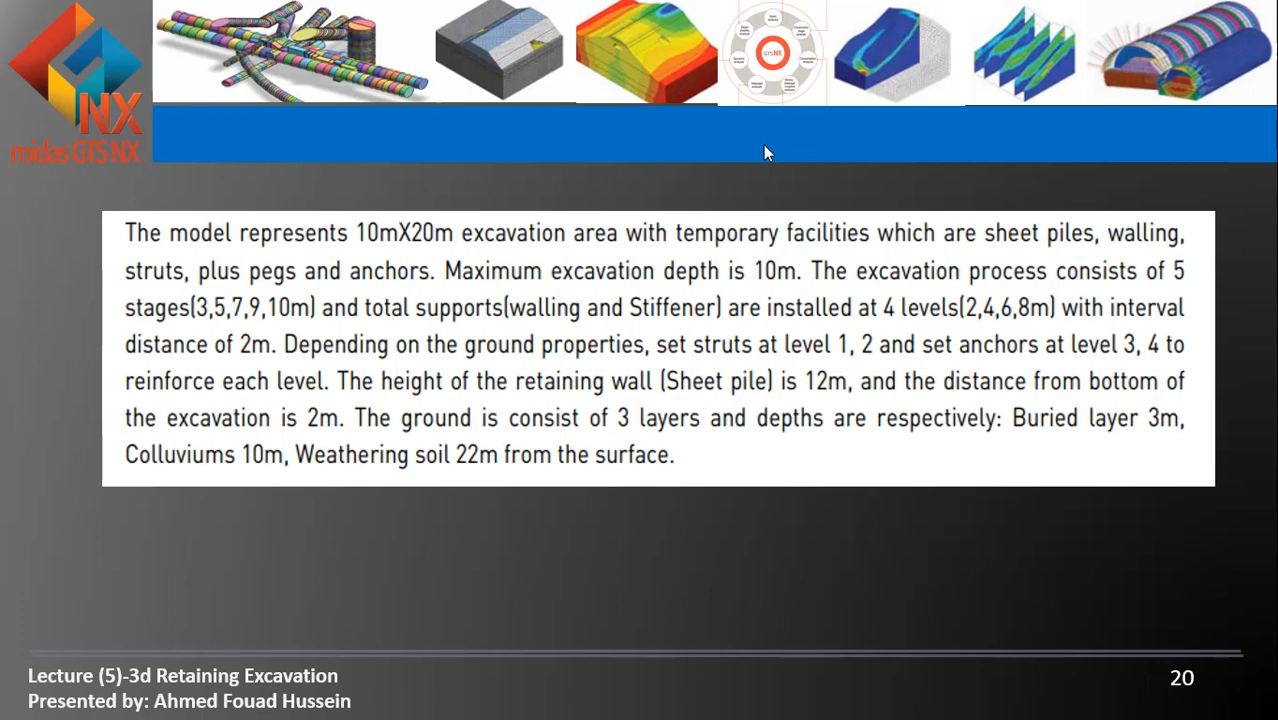 NX
midas GTS NX
GTS NX
The model represents 10mX20m excavation area with temporary facilities which are sheet piles, walling,
struts, plus pegs and anchors. Maximum excavation depth is 10m. The excavation process consists of 5
stages(3,5,7,9,10m) and total supports(walling and Stiffener) are installed at 4 levels(2,4,6,8m) with interval
distance of 2m. Depending on the ground properties, set struts at level 1, 2 and set anchors at level 3, 4 to
reinforce each level. The height of the retaining wall (Sheet pile) is 12m, and the distance from bottom of
the excavation is 2m. The ground is consist of 3 layers and depths are respectively: Buried layer 3m,
Colluviums 10m, Weathering soil 22m from the surface.
Lecture (5)-3d Retaining Excavation
Presented by: Ahmed Fouad Hussein
20